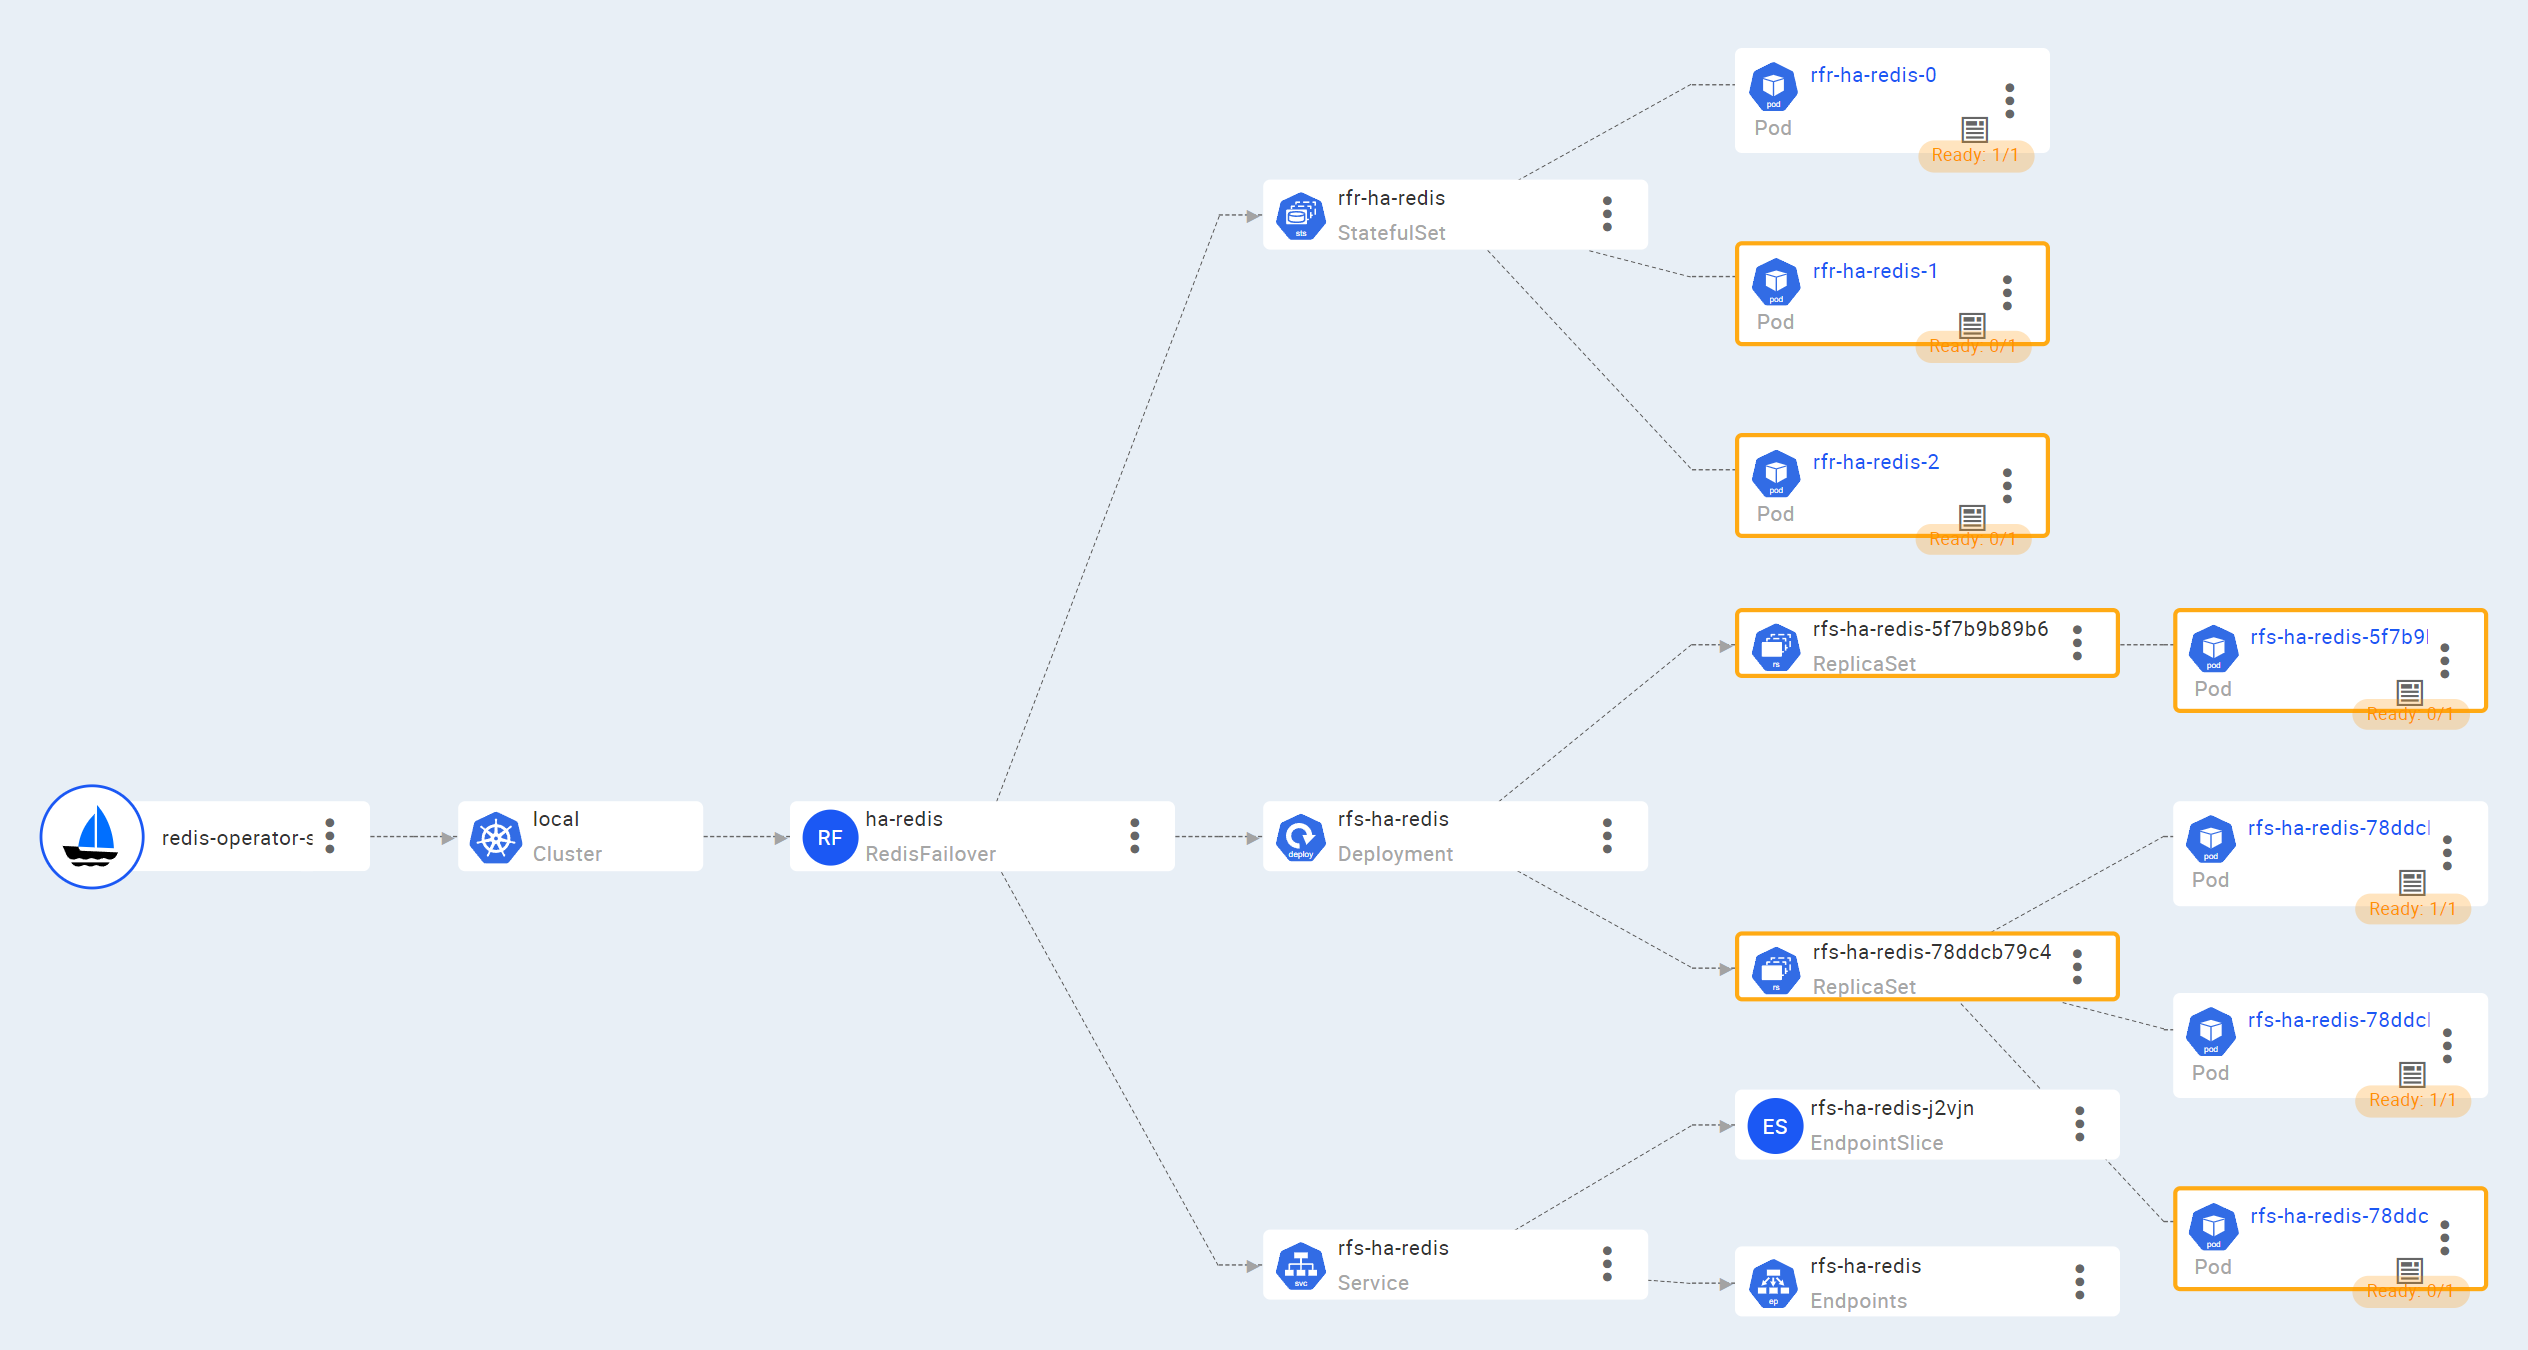 redis-operator-s
local
Cluster
RF
ha-redis
RedisFailover
sts
rfr-ha-redis
StatefulSet
pod
rfr-ha-redis-0
Pod
Ready: 1/1
pod
rfr-ha-redis-1
Pod
Ready: 0/1
pod
rfr-ha-redis-2
Pod
Ready: 0/1
deploy
rfs-ha-redis
Deployment
rs
rfs-ha-redis-5f7b9b89b6
ReplicaSet
pod
rfs-ha-redis-5f7b9
Pod
Ready: 0/1
rs
rfs-ha-redis-78ddcb79c4
ReplicaSet
pod
rfs-ha-redis-78ddc
Pod
Ready: 1/1
pod
rfs-ha-redis-78ddc
Pod
Ready: 1/1
pod
rfs-ha-redis-78ddc
Pod
Ready: 0/1
svc
rfs-ha-redis
Service
ES
rfs-ha-redis-j2vjn
EndpointSlice
ep
rfs-ha-redis
Endpoints